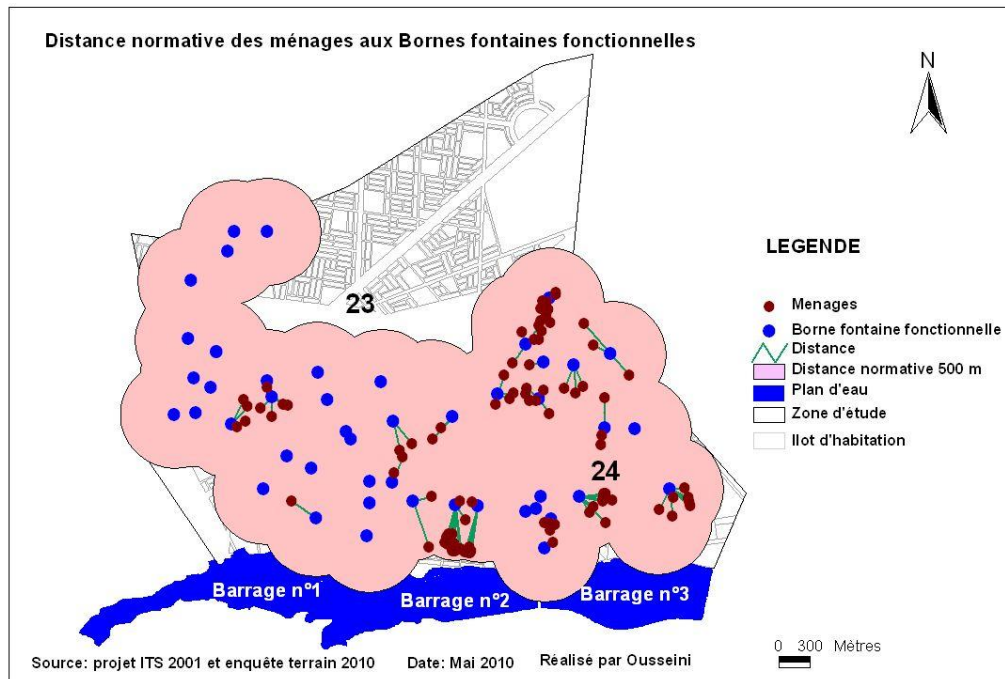 Distance normative des ménages aux Bornes fontaines fonctionnelles
N
23
LEGENDE
Menages
Borne fontaine fonctionnelle
Distance
Distance normative 500 m
Plan d'eau
Zone d'étude
Ilot d'habitation
24
Barrage n°1
Barrage n°2
Barrage n°3
Source: projet ITS 2001 et enquête terrain 2010 Date: Mai 2010 Réalisé par Ousseini
0 300 Mètres